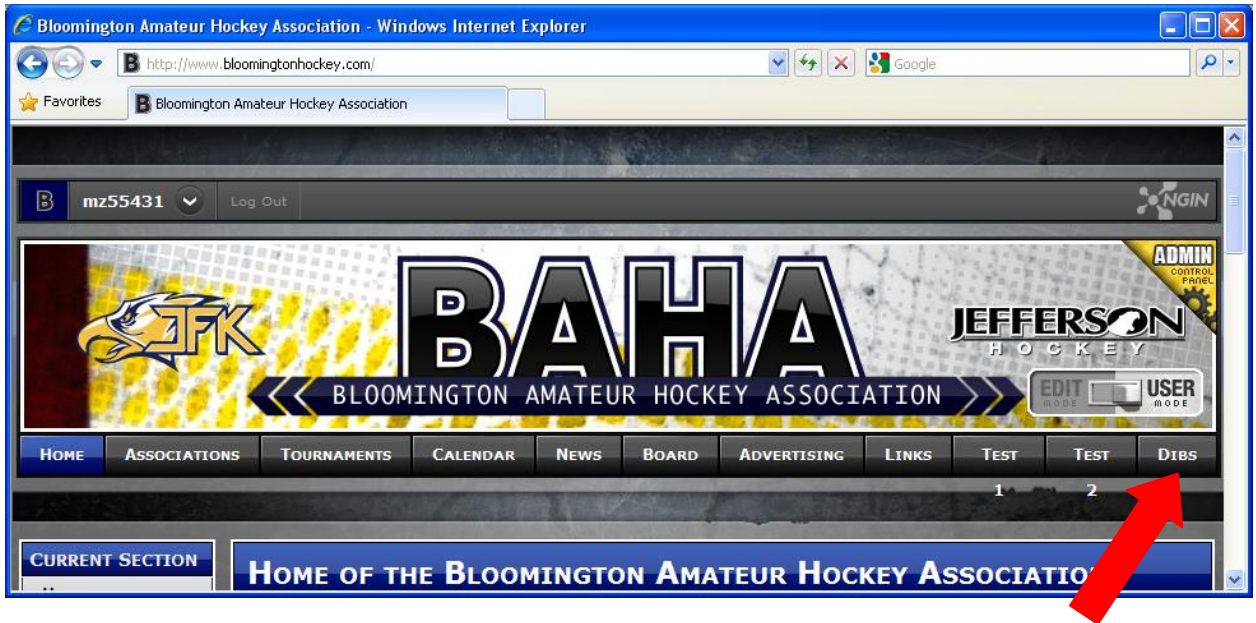 Bloomington Amateur Hockey Association - Windows Internet Explorer
http://www.bloomingtonhockey.com/
Google
Favorites
Bloomington Amateur Hockey Association
B mz55431 Log Out NGIN
JFK
BAHA
BLOOMINGTON AMATEUR HOCKEY ASSOCIATION
JEFFERSON
HOCKEY
ADMIN
CONTROL
PANEL
EDIT MODE
USER MODE
HOME ASSOCIATIONS TOURNAMENTS CALENDAR NEWS BOARD ADVERTISING LINKS TEST 1 TEST 2 DIBS
CURRENT SECTION
HOME OF THE BLOOMINGTON AMATEUR HOCKEY ASSOCIATION